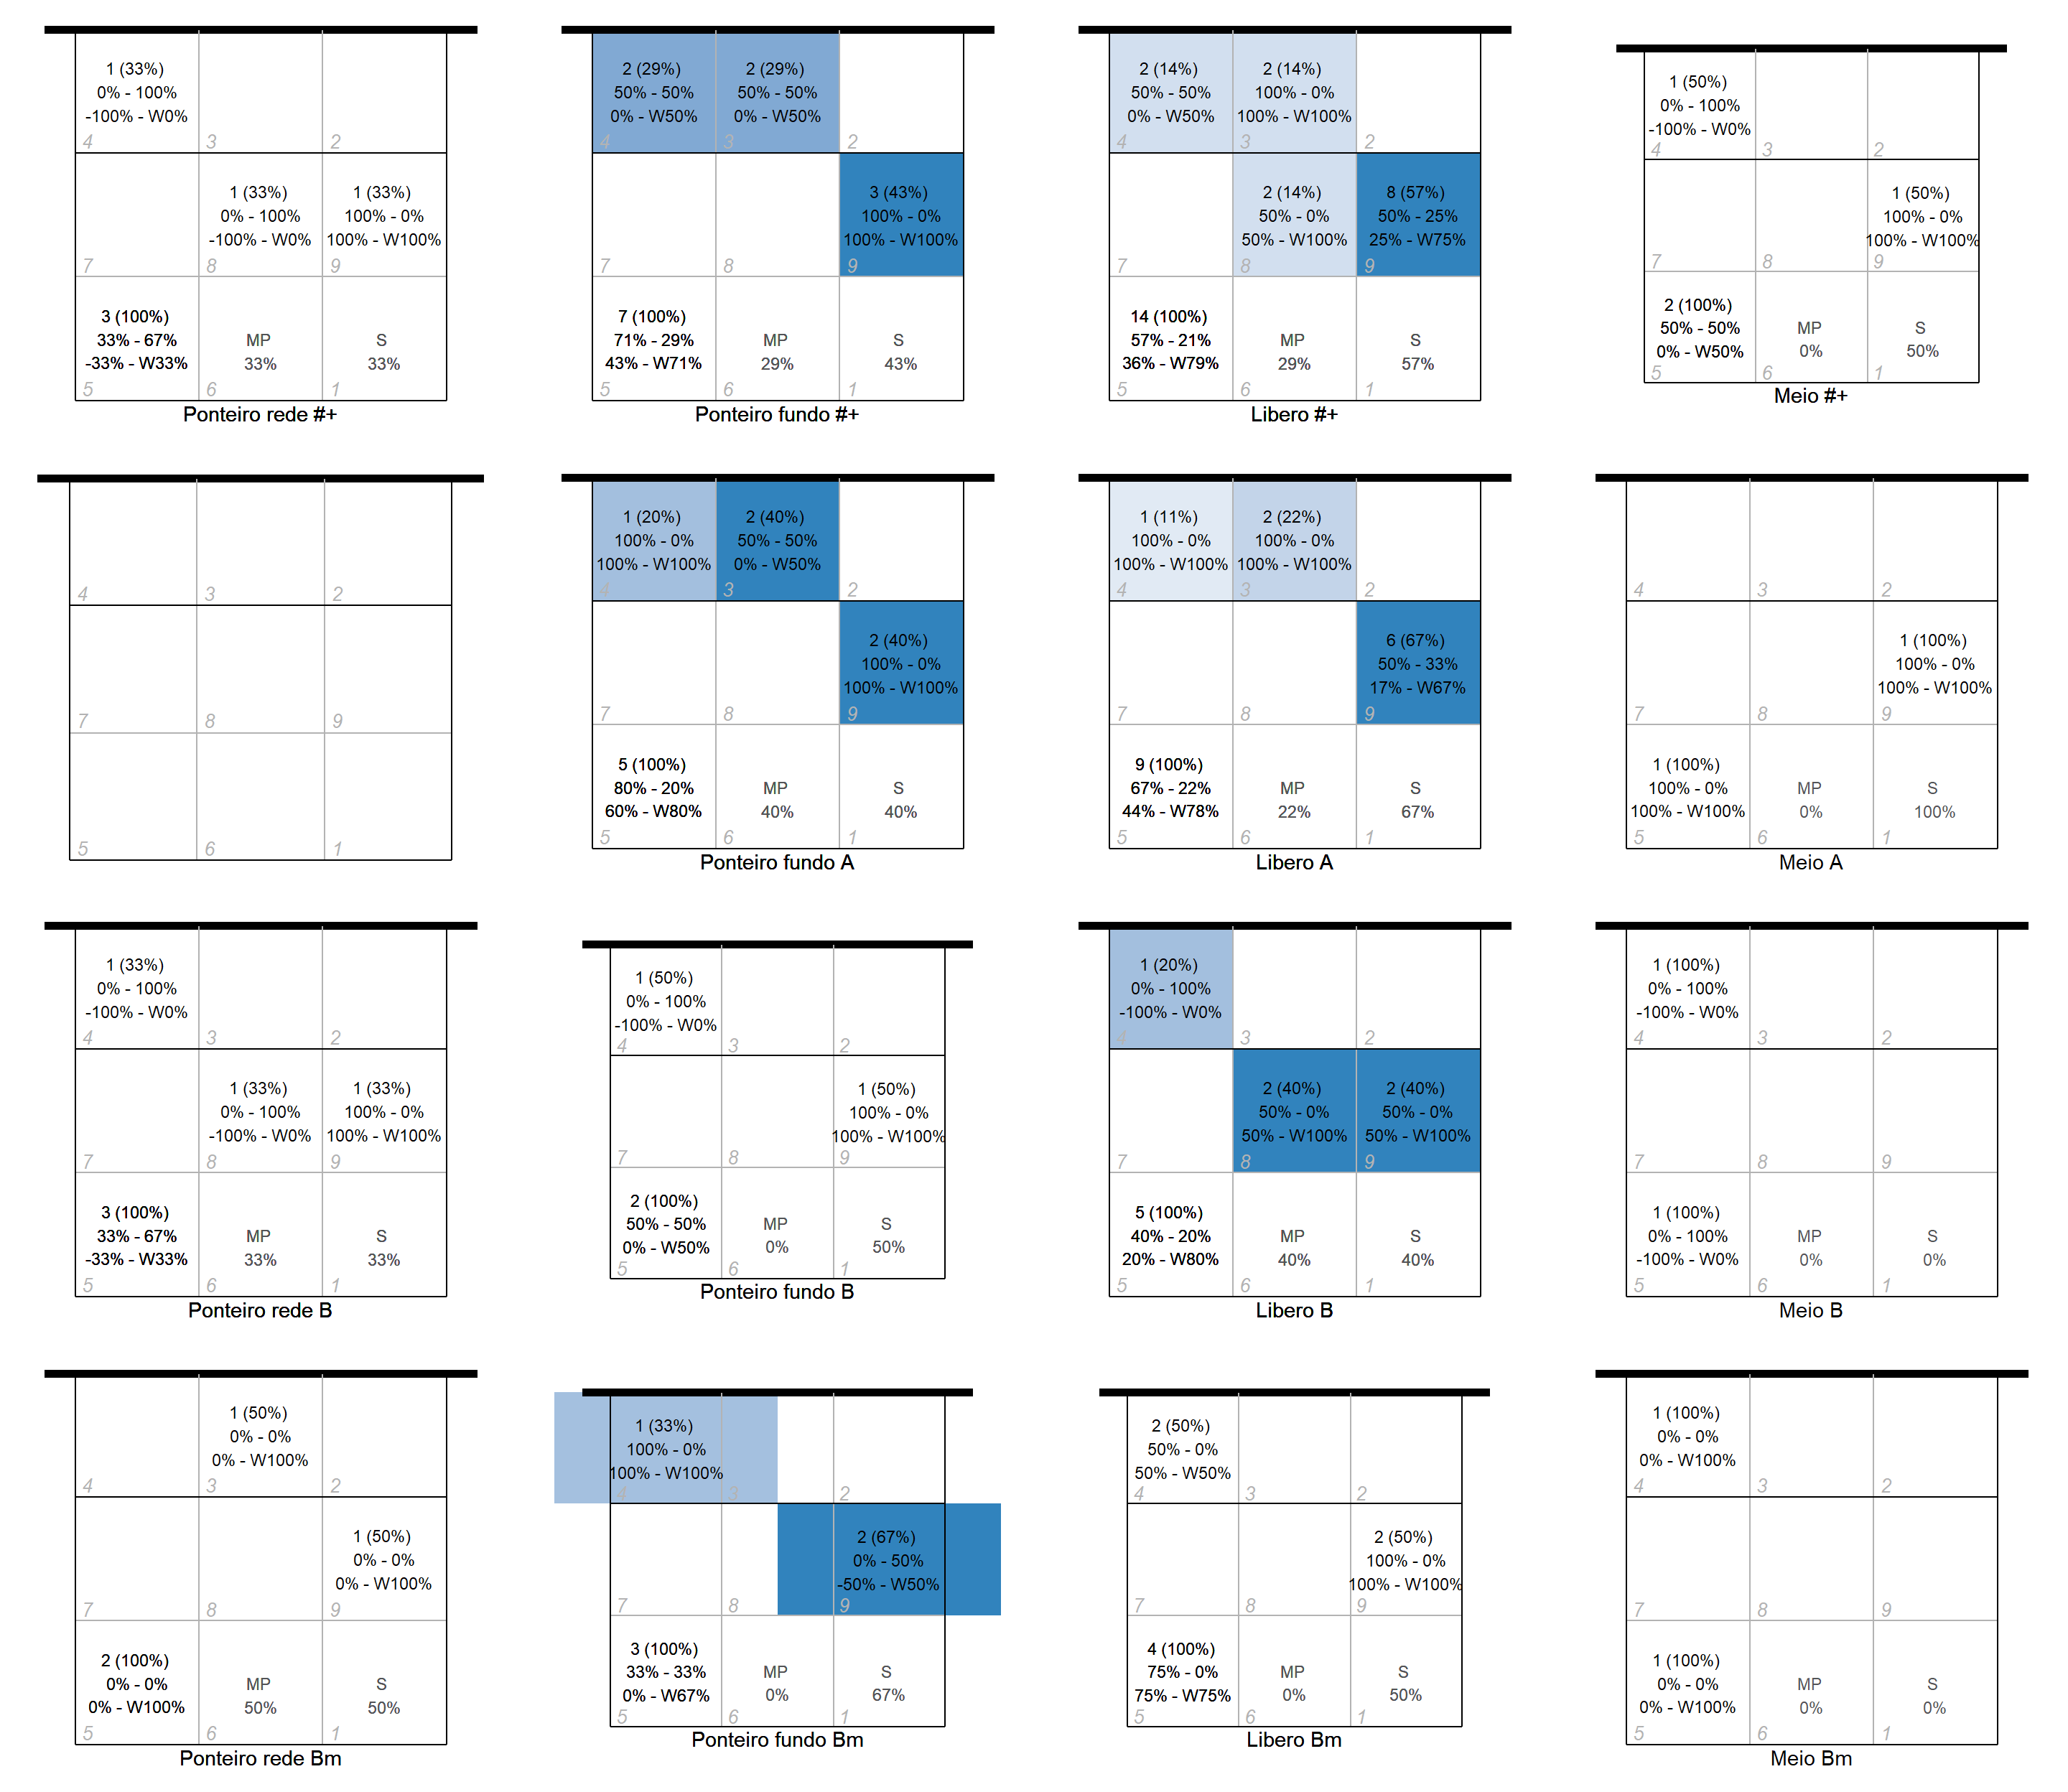 1 (33%)
0% - 100%
-100% - W0%
4
3
2
1 (33%)
0% - 100%
-100% - W0%
1 (33%)
100% - 0%
100% - W100%
7
8
9
3 (100%)
33% - 67%
-33% - W33%
MP
33%
S
33%
5
6
1
Ponteiro rede #+
2 (29%)
50% - 50%
0% - W50%
2 (29%)
50% - 50%
0% - W50%
4
3
2
3 (43%)
100% - 0%
100% - W100%
7
8
9
7 (100%)
71% - 29%
43% - W71%
MP
29%
S
43%
5
6
1
Ponteiro fundo #+
2 (14%)
50% - 50%
0% - W50%
2 (14%)
100% - 0%
100% - W100%
4
3
2
2 (14%)
50% - 0%
50% - W100%
8 (57%)
50% - 25%
25% - W75%
7
8
9
14 (100%)
57% - 21%
36% - W79%
MP
29%
S
57%
5
6
1
Libero #+
1 (50%)
0% - 100%
-100% - W0%
4
3
2
1 (50%)
100% - 0%
100% - W100%
7
8
9
2 (100%)
50% - 50%
0% - W50%
MP
0%
S
50%
5
6
1
Meio #+
4
3
2
7
8
9
5
6
1
1 (20%)
100% - 0%
100% - W100%
2 (40%)
50% - 50%
0% - W50%
4
3
2
2 (40%)
100% - 0%
100% - W100%
7
8
9
5 (100%)
80% - 20%
60% - W80%
MP
40%
S
40%
5
6
1
Ponteiro fundo A
1 (11%)
100% - 0%
100% - W100%
2 (22%)
100% - 0%
100% - W100%
4
3
2
6 (67%)
50% - 33%
17% - W67%
7
8
9
9 (100%)
67% - 22%
44% - W78%
MP
22%
S
67%
5
6
1
Libero A
4
3
2
1 (100%)
100% - 0%
100% - W100%
7
8
9
1 (100%)
100% - 0%
100% - W100%
MP
0%
S
100%
5
6
1
Meio A
1 (33%)
0% - 100%
-100% - W0%
4
3
2
1 (33%)
0% - 100%
-100% - W0%
1 (33%)
100% - 0%
100% - W100%
7
8
9
3 (100%)
33% - 67%
-33% - W33%
MP
33%
S
33%
5
6
1
Ponteiro rede B
1 (50%)
0% - 100%
-100% - W0%
4
3
2
1 (50%)
100% - 0%
100% - W100%
7
8
9
2 (100%)
50% - 50%
0% - W50%
MP
0%
S
50%
5
6
1
Ponteiro fundo B
1 (20%)
0% - 100%
-100% - W0%
4
3
2
2 (40%)
50% - 0%
50% - W100%
2 (40%)
50% - 0%
50% - W100%
7
8
9
5 (100%)
40% - 20%
20% - W80%
MP
40%
S
40%
5
6
1
Libero B
1 (100%)
0% - 100%
-100% - W0%
4
3
2
7
8
9
1 (100%)
0% - 100%
-100% - W0%
MP
0%
S
0%
5
6
1
Meio B
1 (50%)
0% - 0%
0% - W100%
4
3
2
1 (50%)
0% - 0%
0% - W100%
7
8
9
2 (100%)
0% - 0%
0% - W100%
MP
50%
S
50%
5
6
1
Ponteiro rede Bm
1 (33%)
100% - 0%
100% - W100%
4
3
2
2 (67%)
0% - 50%
-50% - W50%
7
8
9
3 (100%)
33% - 33%
0% - W67%
MP
0%
S
67%
5
6
1
Ponteiro fundo Bm
2 (50%)
50% - 0%
50% - W50%
4
3
2
2 (50%)
100% - 0%
100% - W100%
7
8
9
4 (100%)
75% - 0%
75% - W75%
MP
0%
S
50%
5
6
1
Libero Bm
1 (100%)
0% - 0%
0% - W100%
4
3
2
7
8
9
1 (100%)
0% - 0%
0% - W100%
MP
0%
S
0%
5
6
1
Meio Bm